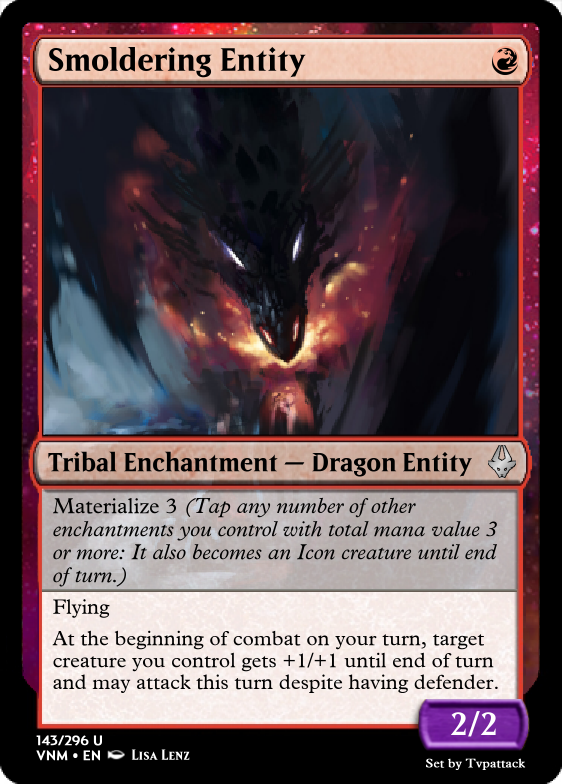 Smoldering Entity
Tribal Enchantment — Dragon Entity
Materialize 3 (Tap any number of other
enchantments you control with total mana value 3
or more: It also becomes an Icon creature until end
of turn.)
Flying
At the beginning of combat on your turn, target
creature you control gets +1/+1 until end of turn
and may attack this turn despite having defender.
2/2
143/296 U
VNM • EN Lisa Lenz
Set by Tvpattack